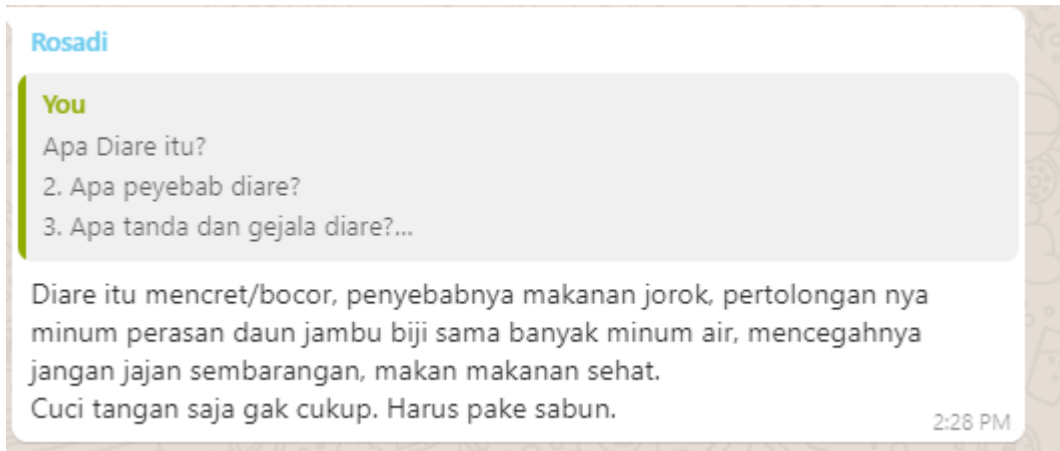 Rosadi
You
Apa Diare itu?
2. Apa peyebab diare?
3. Apa tanda dan gejala diare?...
Diare itu mencret/bocor, penyebabnya makanan jorok, pertolongan nya
minum perasan daun jambu biji sama banyak minum air, mencegahnya
jangan jajan sembarangan, makan makanan sehat.
Cuci tangan saja gak cukup. Harus pake sabun.
2:28 PM